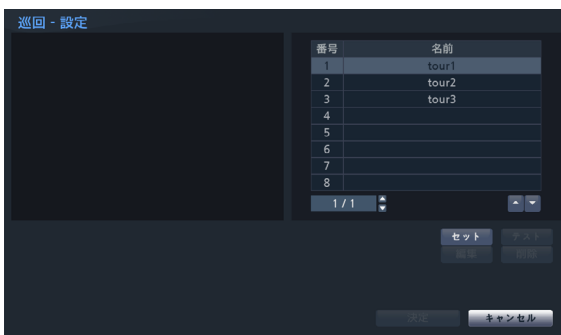 巡回 - 設定
番号 名前
1 tour1
2 tour2
3 tour3
4
5
6
7
8
1 / 1
セット テスト
編集 削除
決定 キャンセル